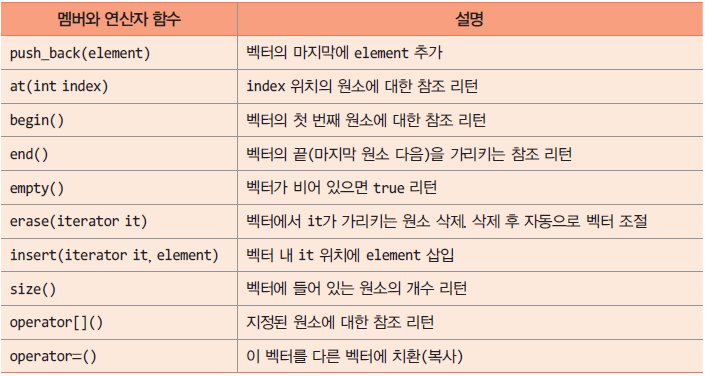 멤버와 연산자 함수 설명
push_back(element) 벡터의 마지막에 element 추가
at(int index) index 위치의 원소에 대한 참조 리턴
begin() 벡터의 첫 번째 원소에 대한 참조 리턴
end() 벡터의 끝(마지막 원소 다음)을 가리키는 참조 리턴
empty() 벡터가 비어 있으면 true 리턴
erase(iterator it) 벡터에서 it가 가리키는 원소 삭제. 삭제 후 자동으로 벡터 조절
insert(iterator it, element) 벡터 내 it 위치에 element 삽입
size() 벡터에 들어 있는 원소의 개수 리턴
operator[]() 지정된 원소에 대한 참조 리턴
operator=() 이 벡터를 다른 벡터에 치환(복사)